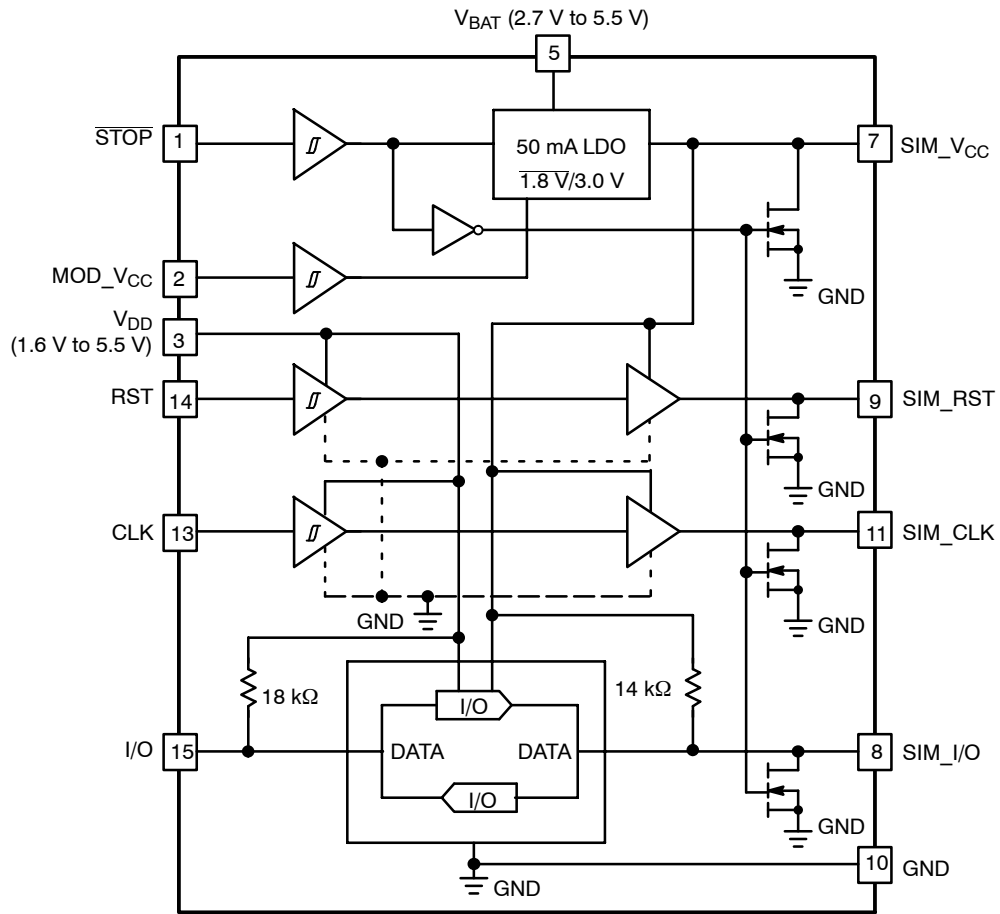 V_BAT (2.7 V to 5.5 V)
5
S̅T̅O̅P̅
1
50 mA LDO
1̅.̅8̅ ̅V̅/3.0 V
7
SIM_V_CC
MOD_V_CC
2
GND
V_DD
(1.6 V to 5.5 V)
3
RST
14
9
SIM_RST
GND
CLK
13
11
SIM_CLK
GND
GND
18 kΩ
14 kΩ
I/O
I/O
15
DATA
DATA
8
SIM_I/O
I/O
GND
10
GND
GND